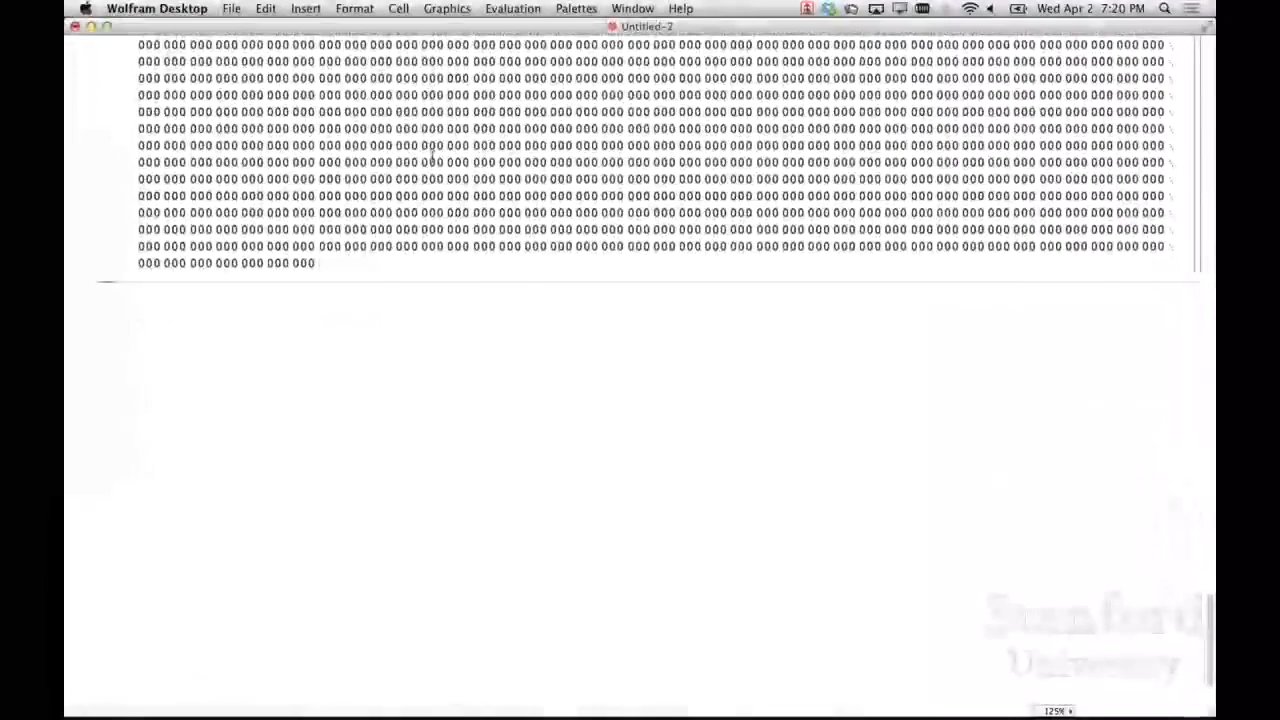 Wolfram Desktop File Edit Insert Format Cell Graphics Evaluation Palettes Window Help Wed Apr 2 7:20 PM
Untitled-2
000 000 000 000 000 000 000 000 000 000 000 000 000 000 000 000 000 000 000 000 000 000 000 000 000 000 000 000 000 000 000 000 000 000 000 000 000 000 000 000
000 000 000 000 000 000 000 000 000 000 000 000 000 000 000 000 000 000 000 000 000 000 000 000 000 000 000 000 000 000 000 000 000 000 000 000 000 000 000 000
000 000 000 000 000 000 000 000 000 000 000 000 000 000 000 000 000 000 000 000 000 000 000 000 000 000 000 000 000 000 000 000 000 000 000 000 000 000 000 000
000 000 000 000 000 000 000 000 000 000 000 000 000 000 000 000 000 000 000 000 000 000 000 000 000 000 000 000 000 000 000 000 000 000 000 000 000 000 000 000
000 000 000 000 000 000 000 000 000 000 000 000 000 000 000 000 000 000 000 000 000 000 000 000 000 000 000 000 000 000 000 000 000 000 000 000 000 000 000 000
000 000 000 000 000 000 000 000 000 000 000 000 000 000 000 000 000 000 000 000 000 000 000 000 000 000 000 000 000 000 000 000 000 000 000 000 000 000 000 000
000 000 000 000 000 000 000 000 000 000 000 000 000 000 000 000 000 000 000 000 000 000 000 000 000 000 000 000 000 000 000 000 000 000 000 000 000 000 000 000
000 000 000 000 000 000 000 000 000 000 000 000 000 000 000 000 000 000 000 000 000 000 000 000 000 000 000 000 000 000 000 000 000 000 000 000 000 000 000 000
000 000 000 000 000 000 000 000 000 000 000 000 000 000 000 000 000 000 000 000 000 000 000 000 000 000 000 000 000 000 000 000 000 000 000 000 000 000 000 000
000 000 000 000 000 000 000 000 000 000 000 000 000 000 000 000 000 000 000 000 000 000 000 000 000 000 000 000 000 000 000 000 000 000 000 000 000 000 000 000
000 000 000 000 000 000 000 000 000 000 000 000 000 000 000 000 000 000 000 000 000 000 000 000 000 000 000 000 000 000 000 000 000 000 000 000 000 000 000 000
000 000 000 000 000 000 000 000 000 000 000 000 000 000 000 000 000 000 000 000 000 000 000 000 000 000 000 000 000 000 000 000 000 000 000 000 000 000 000 000
000 000 000 000 000 000 000 000 000 000 000 000 000 000 000 000 000 000 000 000 000 000 000 000 000 000 000 000 000 000 000 000 000 000 000 000 000 000 000 000
000 000 000 000 000 000 000
Stanford
University
125%